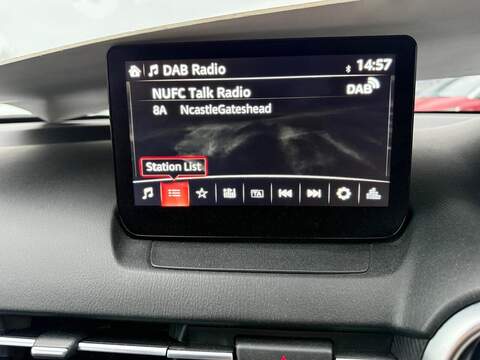 DAB Radio 14:57
NUFC Talk Radio DAB
8A NcastleGateshead
Station List
TA